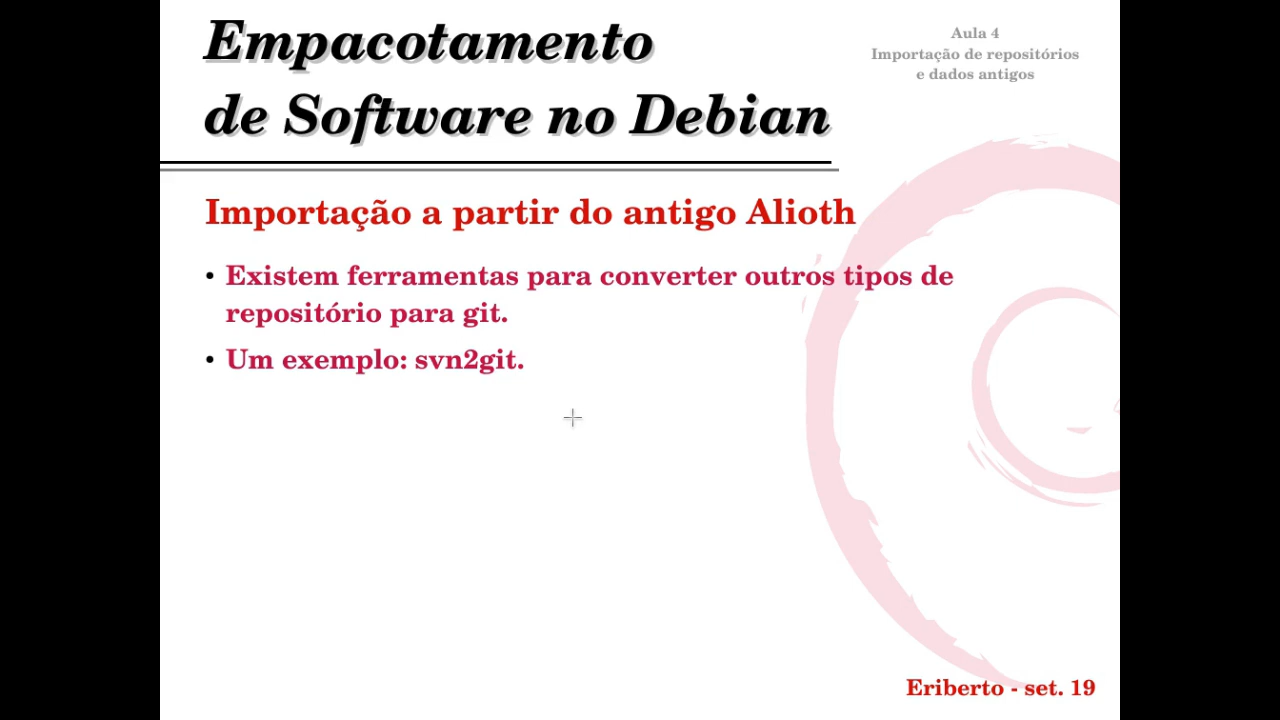 Empacotamento
de Software no Debian
Aula 4
Importação de repositórios
e dados antigos
Importação a partir do antigo Alioth
• Existem ferramentas para converter outros tipos de
repositório para git.
• Um exemplo: svn2git.
Eriberto - set. 19